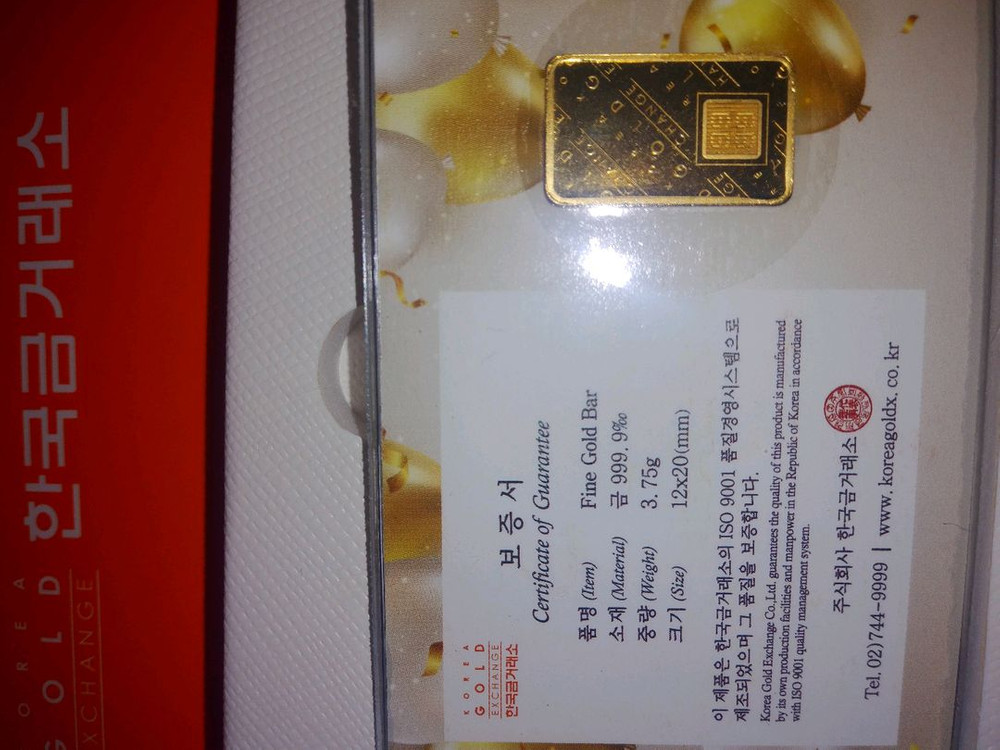 KOREA
GOLD
EXCHANGE
한국금거래소
KOREA
GOLD
EXCHANGE
한국금거래소
보증서
Certificate of Guarantee
품명 (Item) Fine Gold Bar
소재 (Material) 금 999.9‰
중량 (Weight) 3.75g
크기 (Size) 12x20(mm)
이 제품은 한국금거래소의 ISO 9001 품질경영시스템으로
제조되었으며 그 품질을 보증합니다.
Korea Gold Exchange Co.,Ltd. guarantees the quality of this product is manufactured
by its own production facilities and manpower in the Republic of Korea in accordance
with ISO 9001 quality management system.
주식회사 한국금거래소
Tel. 02)744-9999 | www.koreagoldx.co.kr